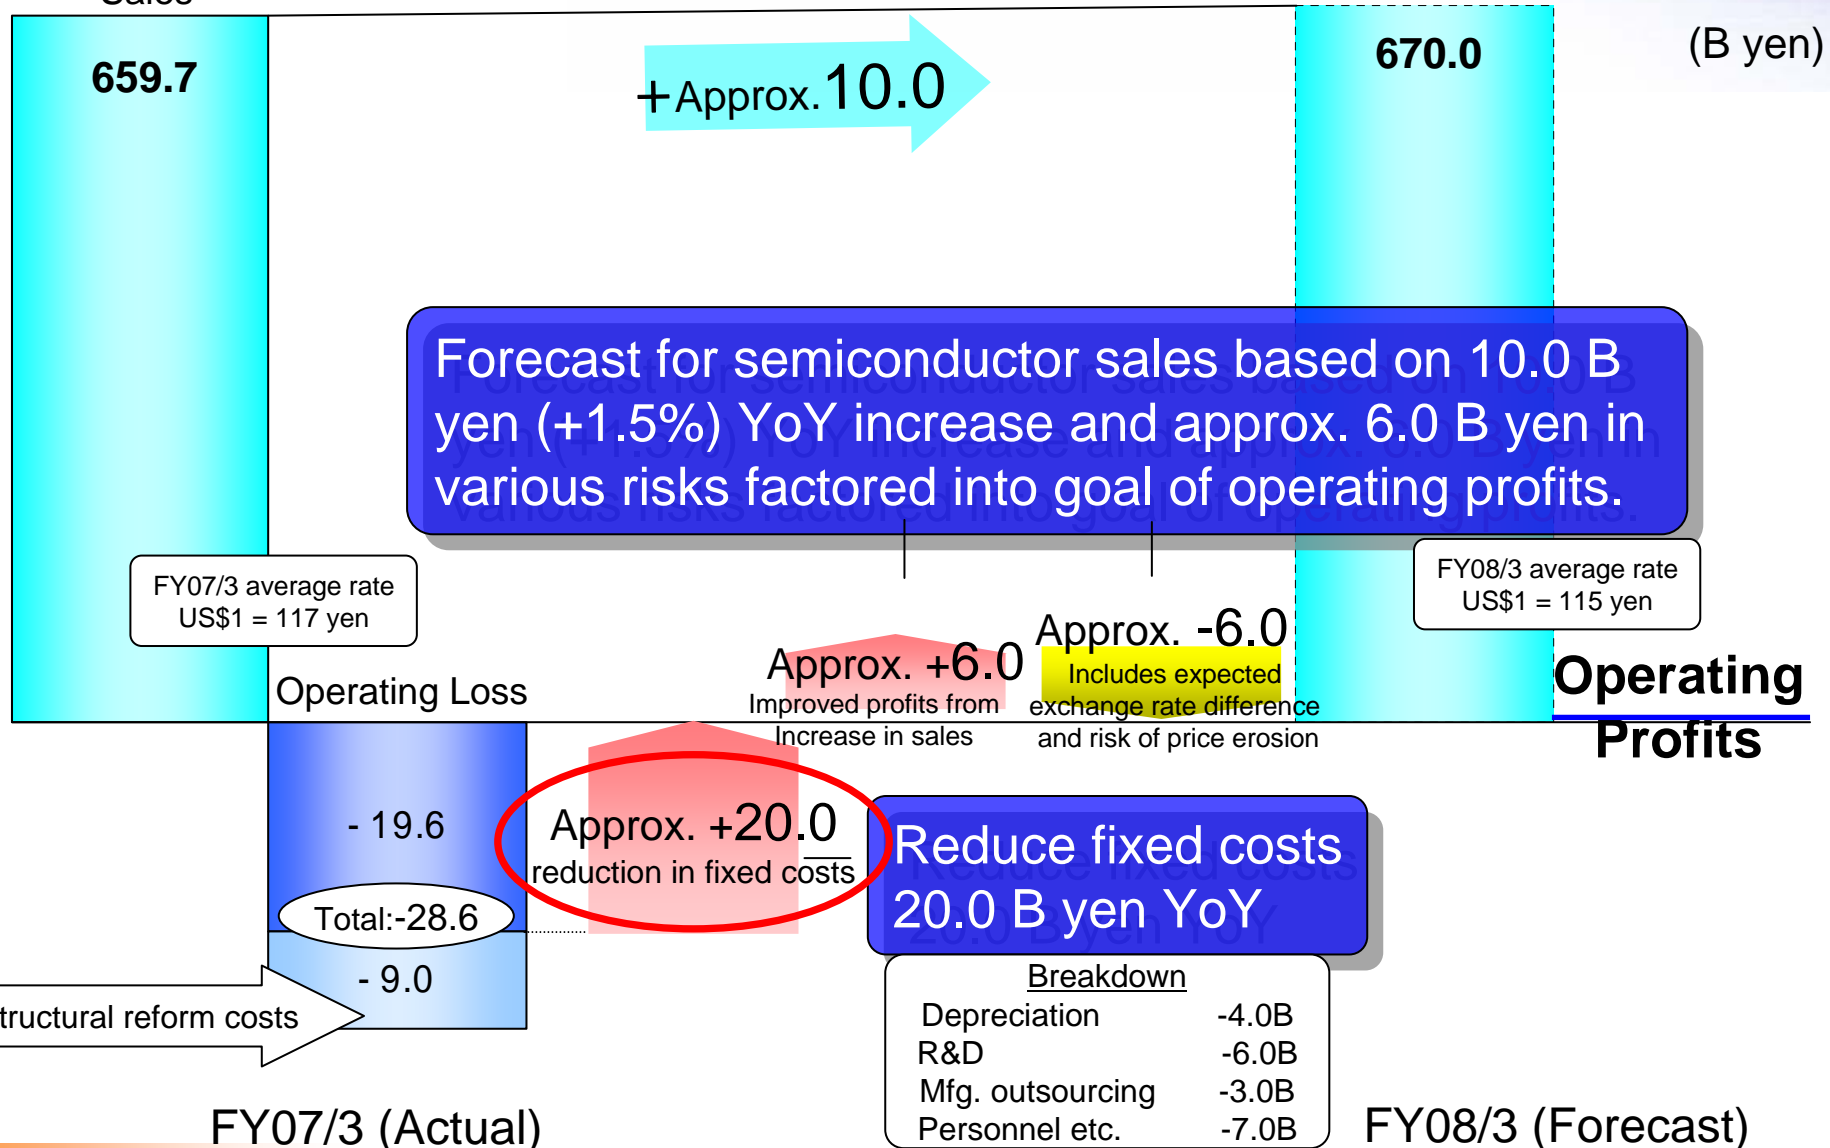 Sales
659.7
+Approx.10.0
670.0
(B yen)
Forecast for semiconductor sales based on 10.0 B
yen (+1.5%) YoY increase and approx. 6.0 B yen in
various risks factored into goal of operating profits.
FY07/3 average rate
US$1 = 117 yen
FY08/3 average rate
US$1 = 115 yen
Approx. +6.0
Improved profits from
Increase in sales
Approx. -6.0
Includes expected
exchange rate difference
and risk of price erosion
Operating
Profits
Operating Loss
- 19.6
Total:-28.6
- 9.0
Approx. +20.0
reduction in fixed costs
Reduce fixed costs
20.0 B yen YoY
tructural reform costs
Breakdown
Depreciation -4.0B
R&D -6.0B
Mfg. outsourcing -3.0B
Personnel etc. -7.0B
FY07/3 (Actual)
FY08/3 (Forecast)